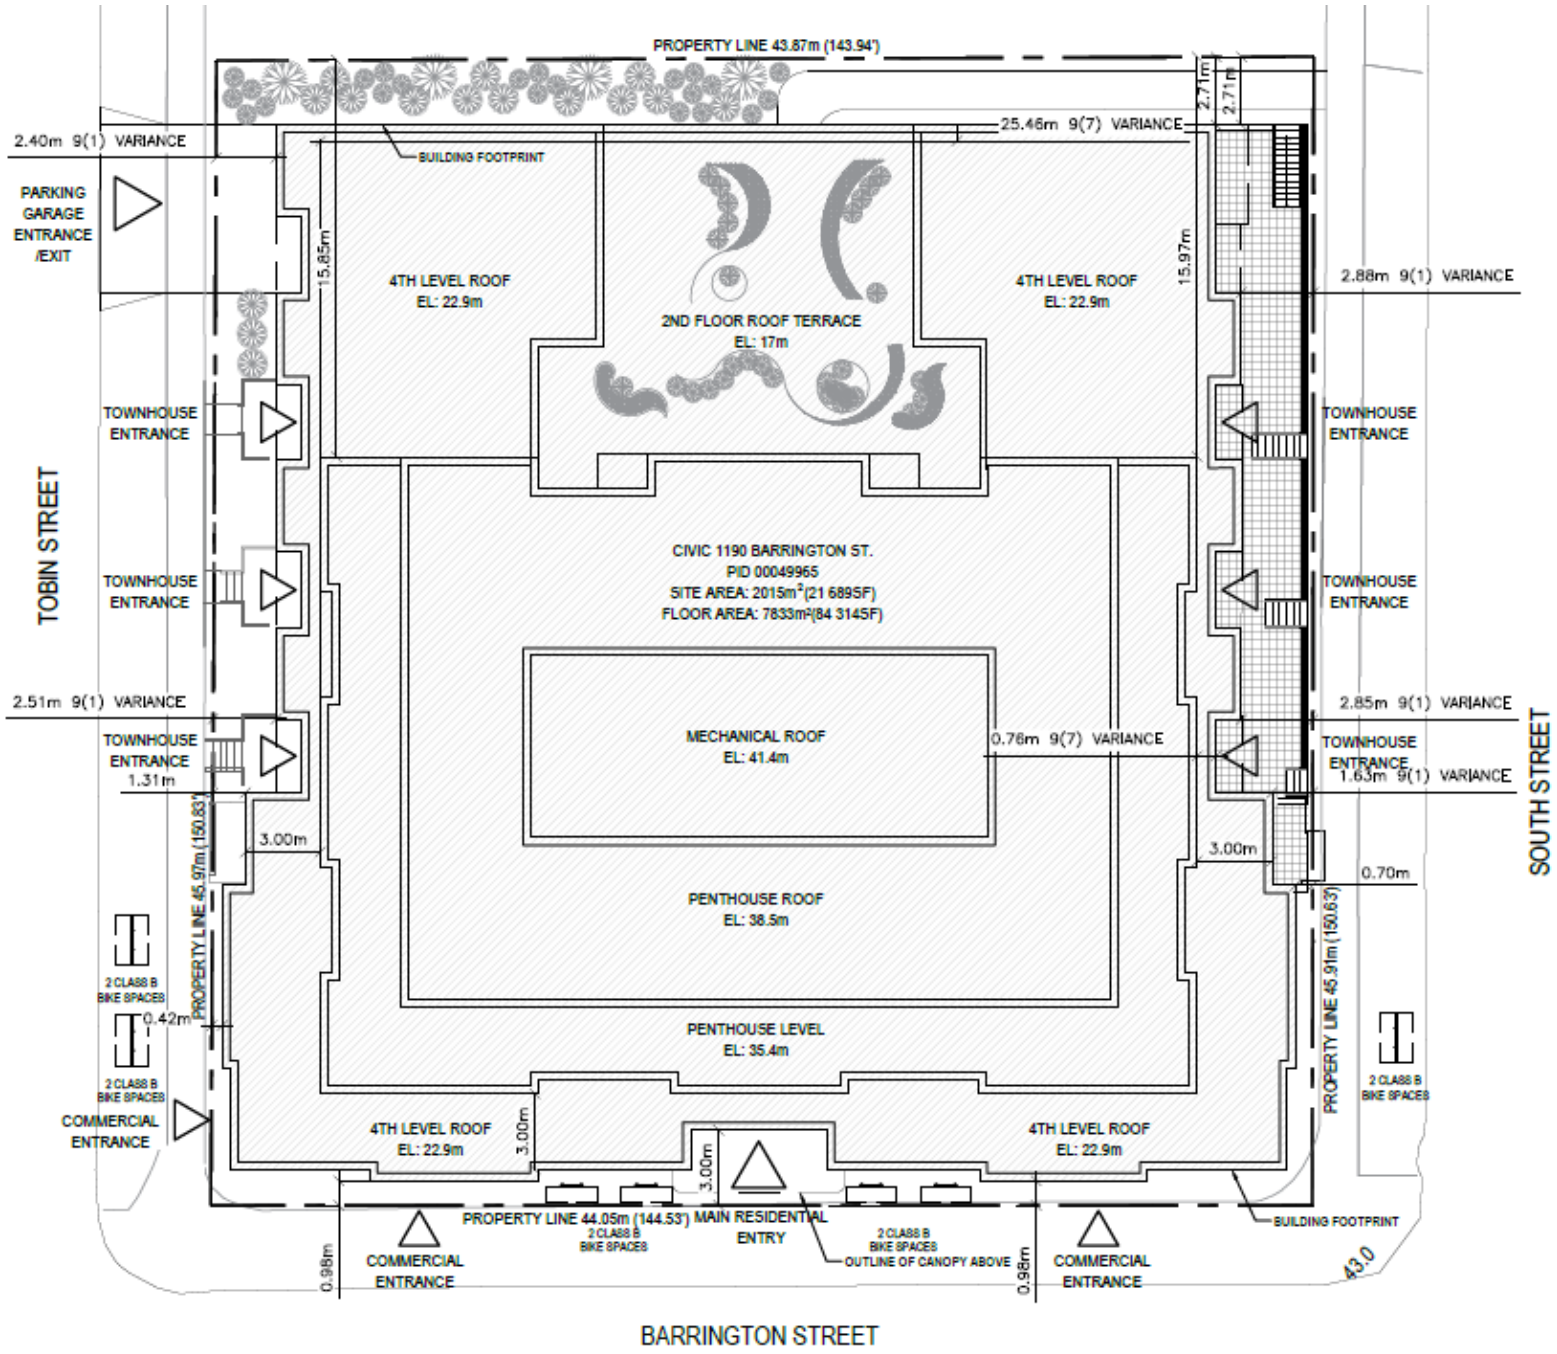 PROPERTY LINE 43.87m (143.94')
2.71m
2.71m
2.40m 9(1) VARIANCE
25.46m 9(7) VARIANCE
BUILDING FOOTPRINT
PARKING
GARAGE
ENTRANCE
/EXIT
15.85m
15.97m
4TH LEVEL ROOF
EL: 22.9m
4TH LEVEL ROOF
EL: 22.9m
2.88m 9(1) VARIANCE
2ND FLOOR ROOF TERRACE
EL: 17m
TOWNHOUSE
ENTRANCE
TOWNHOUSE
ENTRANCE
TOBIN STREET
CIVIC 1190 BARRINGTON ST.
PID 00049965
SITE AREA: 2015m²(21 689SF)
FLOOR AREA: 7833m²(84 314SF)
TOWNHOUSE
ENTRANCE
TOWNHOUSE
ENTRANCE
2.51m 9(1) VARIANCE
2.85m 9(1) VARIANCE
MECHANICAL ROOF
EL: 41.4m
0.76m 9(7) VARIANCE
TOWNHOUSE
ENTRANCE
TOWNHOUSE
ENTRANCE
1.31m
1.63m 9(1) VARIANCE
SOUTH STREET
3.00m
3.00m
PROPERTY LINE 45.97m (150.83')
0.70m
PENTHOUSE ROOF
EL: 38.5m
PROPERTY LINE 45.91m (150.63')
2 CLASS B
BIKE SPACES
0.42m
PENTHOUSE LEVEL
EL: 35.4m
2 CLASS B
BIKE SPACES
2 CLASS B
BIKE SPACES
COMMERCIAL
ENTRANCE
4TH LEVEL ROOF
EL: 22.9m
3.00m
3.00m
4TH LEVEL ROOF
EL: 22.9m
PROPERTY LINE 44.05m (144.53')
MAIN RESIDENTIAL
ENTRY
BUILDING FOOTPRINT
2 CLASS B
BIKE SPACES
2 CLASS B
BIKE SPACES
OUTLINE OF CANOPY ABOVE
COMMERCIAL
ENTRANCE
COMMERCIAL
ENTRANCE
0.98m
0.98m
43.0
BARRINGTON STREET